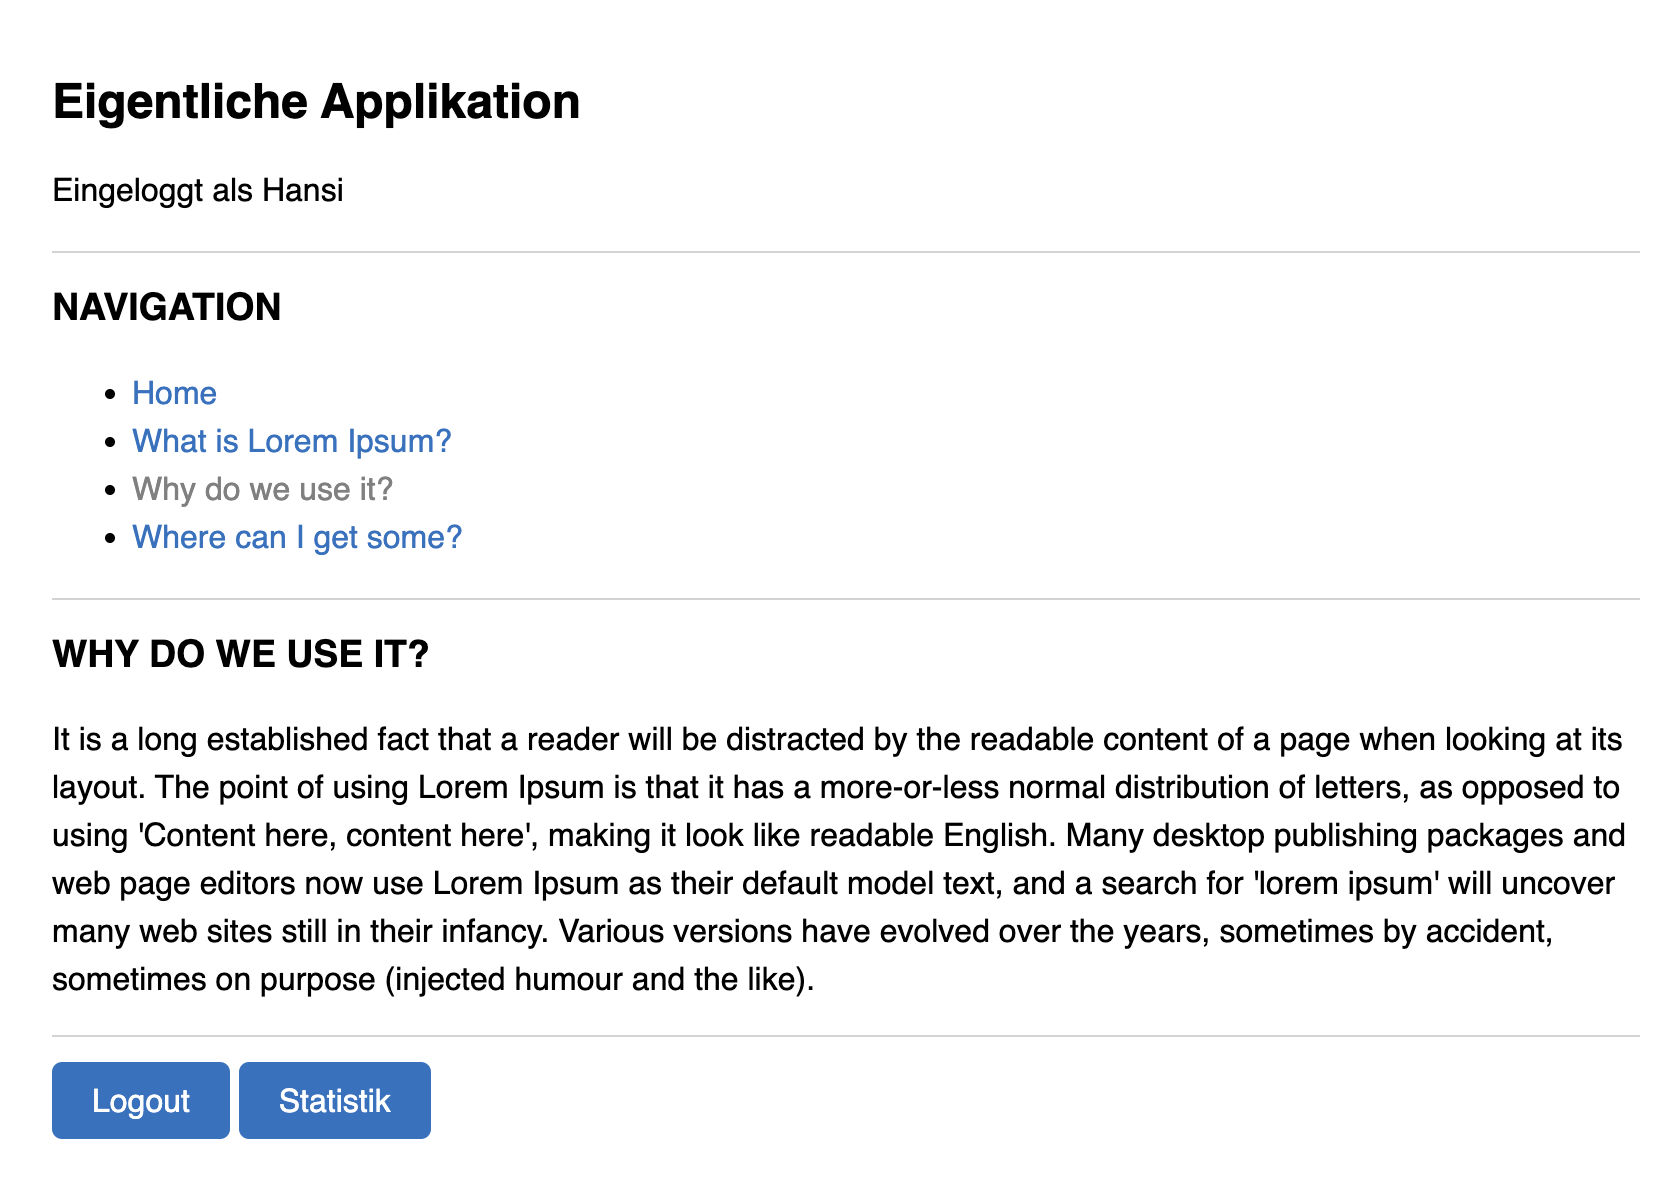 Eigentliche Applikation
Eingeloggt als Hansi
NAVIGATION
Home
What is Lorem Ipsum?
Why do we use it?
Where can I get some?
WHY DO WE USE IT?
It is a long established fact that a reader will be distracted by the readable content of a page when looking at its
layout. The point of using Lorem Ipsum is that it has a more-or-less normal distribution of letters, as opposed to
using 'Content here, content here', making it look like readable English. Many desktop publishing packages and
web page editors now use Lorem Ipsum as their default model text, and a search for 'lorem ipsum' will uncover
many web sites still in their infancy. Various versions have evolved over the years, sometimes by accident,
sometimes on purpose (injected humour and the like).
Logout Statistik